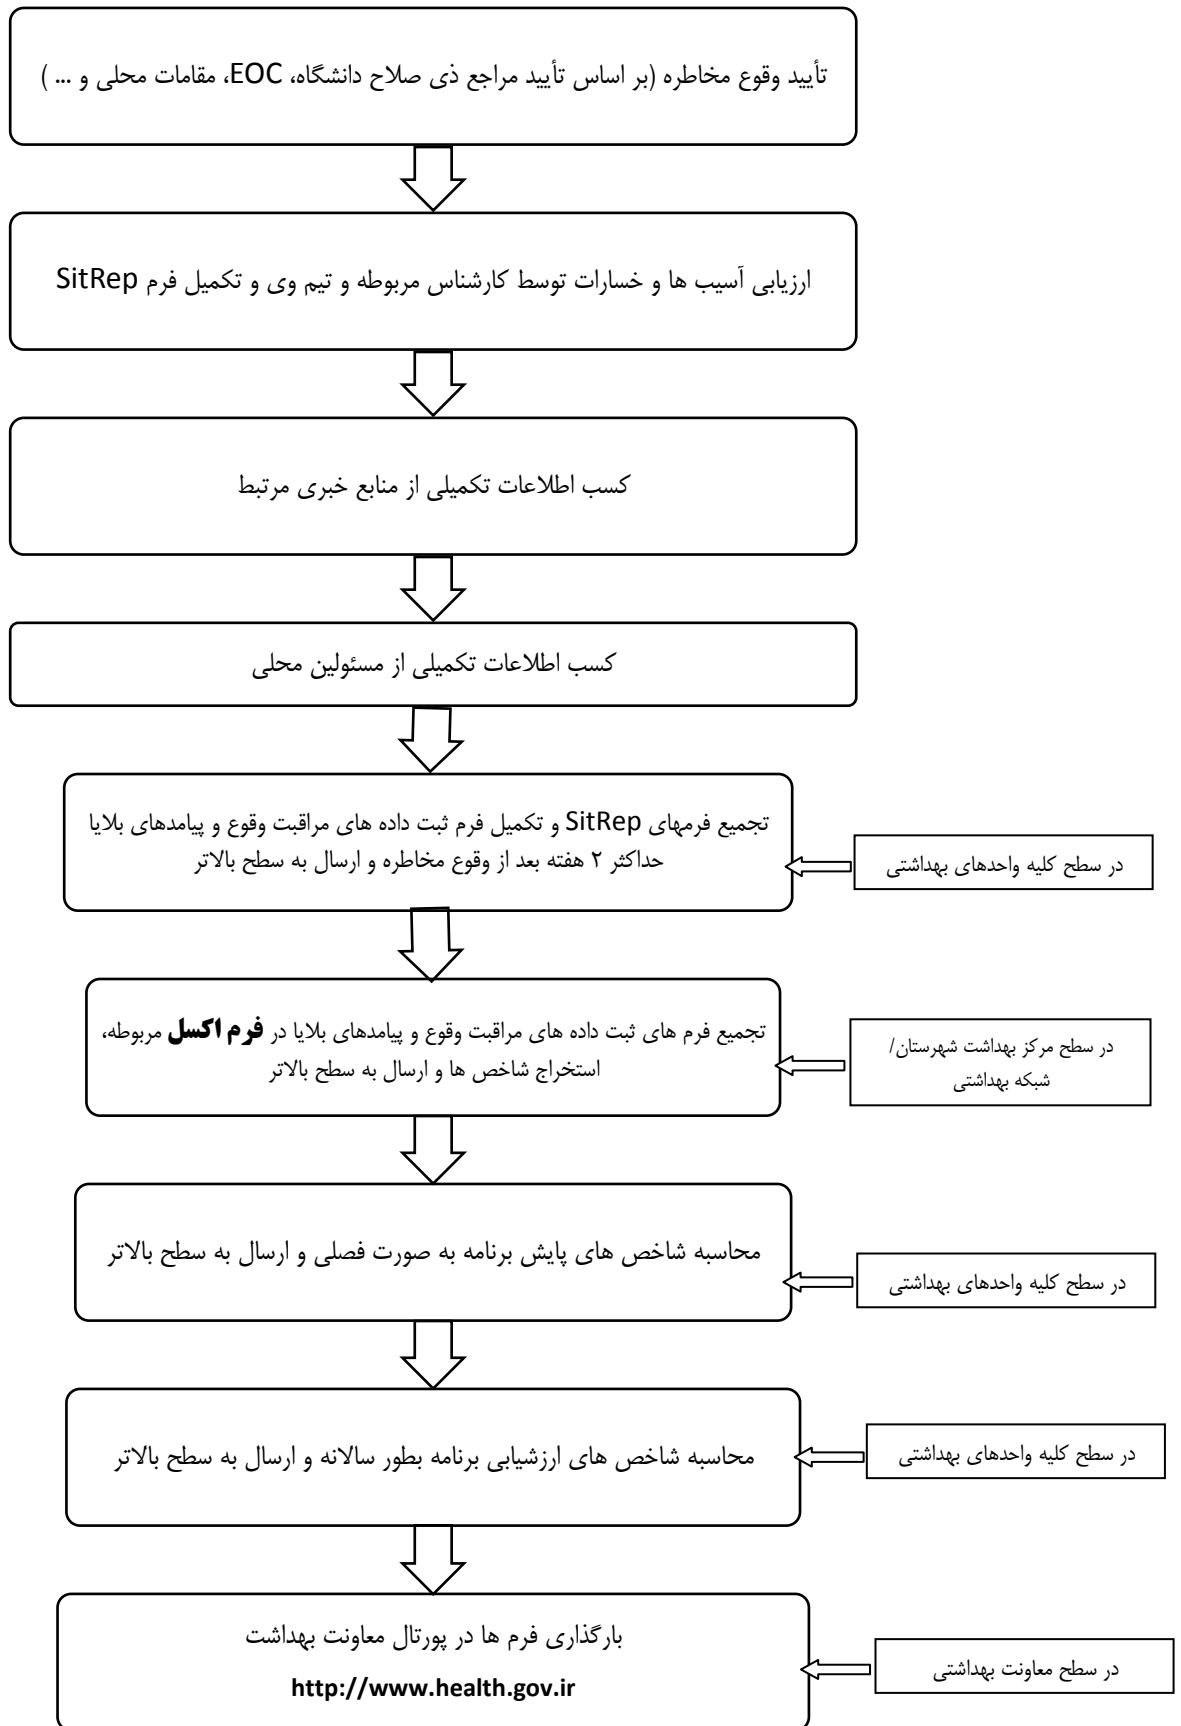 تأیید وقوع مخاطره (بر اساس تأیید مراجع ذی صلاح دانشگاه، EOC، مقامات محلی و ... )
ارزیابی آسیب ها و خسارات توسط کارشناس مربوطه و تیم وی و تکمیل فرم SitRep
کسب اطلاعات تکمیلی از منابع خبری مرتبط
کسب اطلاعات تکمیلی از مسئولین محلی
تجمیع فرمهای SitRep و تکمیل فرم ثبت داده های مراقبت وقوع و پیامدهای بلایا
حداکثر ۲ هفته بعد از وقوع مخاطره و ارسال به سطح بالاتر
در سطح کلیه واحدهای بهداشتی
تجمیع فرم های ثبت داده های مراقبت وقوع و پیامدهای بلایا در فرم اکسل مربوطه،
استخراج شاخص ها و ارسال به سطح بالاتر
در سطح مرکز بهداشت شهرستان/
شبکه بهداشتی
محاسبه شاخص های پایش برنامه به صورت فصلی و ارسال به سطح بالاتر
در سطح کلیه واحدهای بهداشتی
محاسبه شاخص های ارزشیابی برنامه بطور سالانه و ارسال به سطح بالاتر
در سطح کلیه واحدهای بهداشتی
بارگذاری فرم ها در پورتال معاونت بهداشت
http://www.health.gov.ir
در سطح معاونت بهداشتی